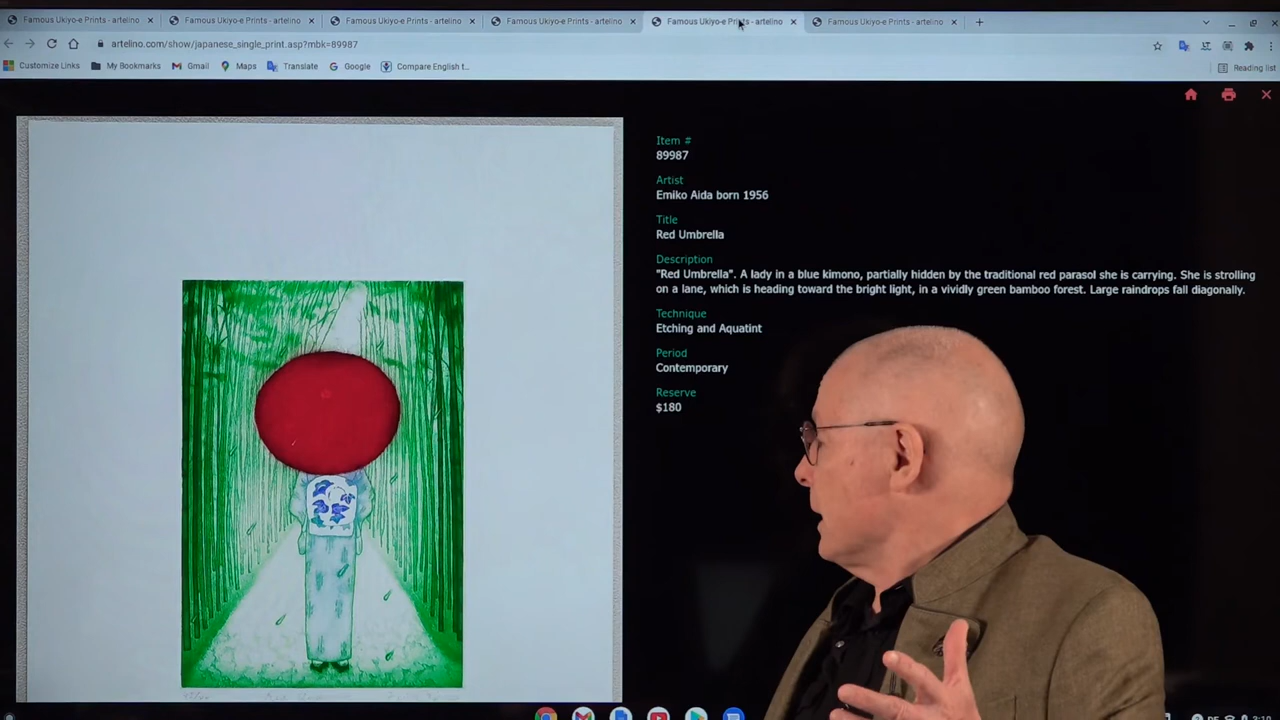 Famous Ukiyo-e Prints - artelino
Famous Ukiyo-e Prints - artelino
Famous Ukiyo-e Prints - artelino
Famous Ukiyo-e Prints - artelino
Famous Ukiyo-e Prints - artelino
Famous Ukiyo-e Prints - artelino
artelino.com/show/japanese_single_print.asp?mbk=89987
Customize Links
My Bookmarks
Gmail
Maps
Translate
Google
Compare English t...
Reading list
Item #
89987
Artist
Emiko Aida born 1956
Title
Red Umbrella
Description
"Red Umbrella". A lady in a blue kimono, partially hidden by the traditional red parasol she is carrying. She is strolling
on a lane, which is heading toward the bright light, in a vividly green bamboo forest. Large raindrops fall diagonally.
Technique
Etching and Aquatint
Period
Contemporary
Reserve
$180